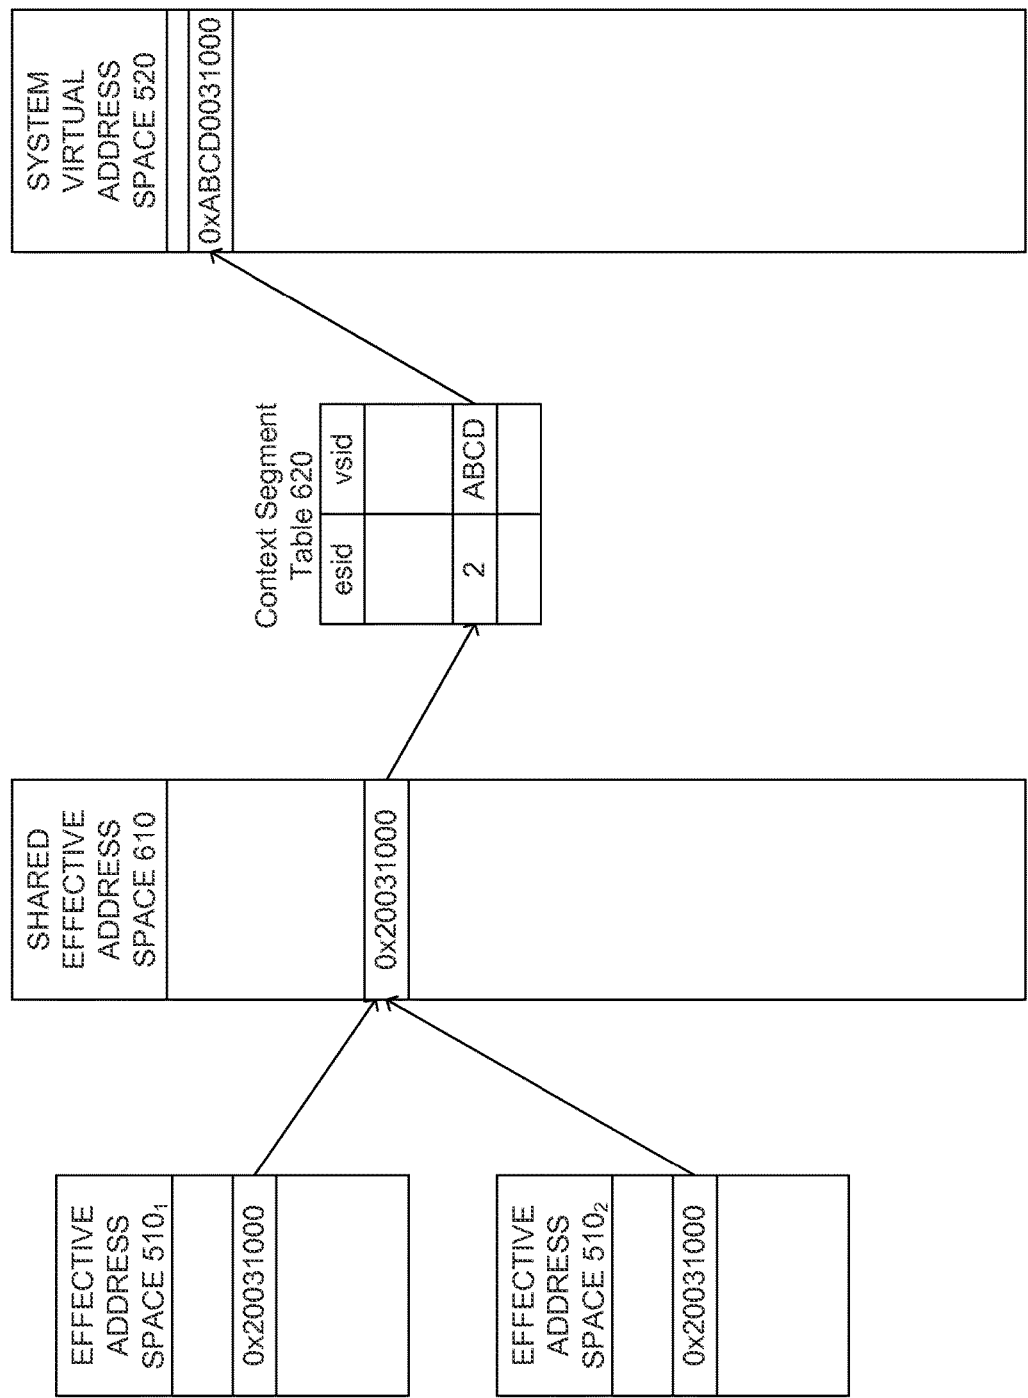 EFFECTIVE
ADDRESS
SPACE 510₁
0x20031000
EFFECTIVE
ADDRESS
SPACE 510₂
0x20031000
SHARED
EFFECTIVE
ADDRESS
SPACE 610
0x20031000
Context Segment
Table 620
esid vsid
2 ABCD
SYSTEM
VIRTUAL
ADDRESS
SPACE 520
0xABCD0031000